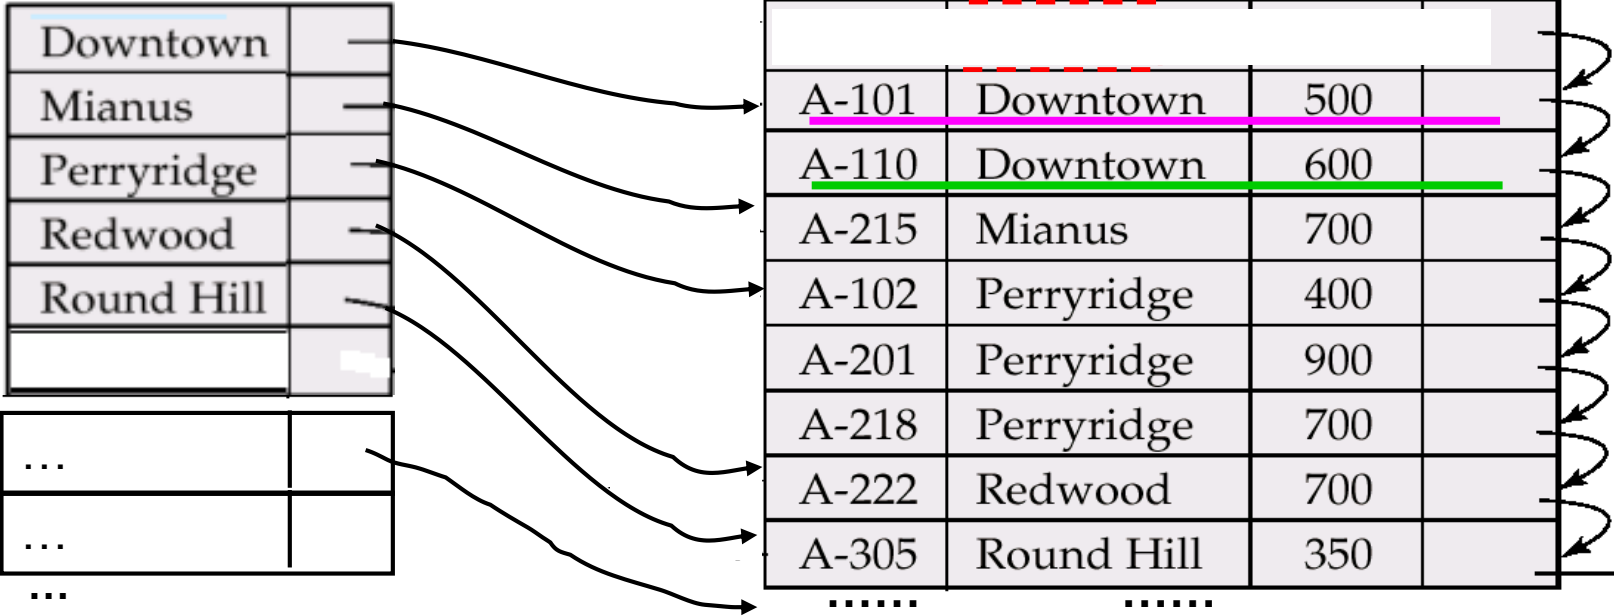 Downtown
Mianus
Perryridge
Redwood
Round Hill
...
...
...
A-101 Downtown 500
A-110 Downtown 600
A-215 Mianus 700
A-102 Perryridge 400
A-201 Perryridge 900
A-218 Perryridge 700
A-222 Redwood 700
A-305 Round Hill 350
...... ......